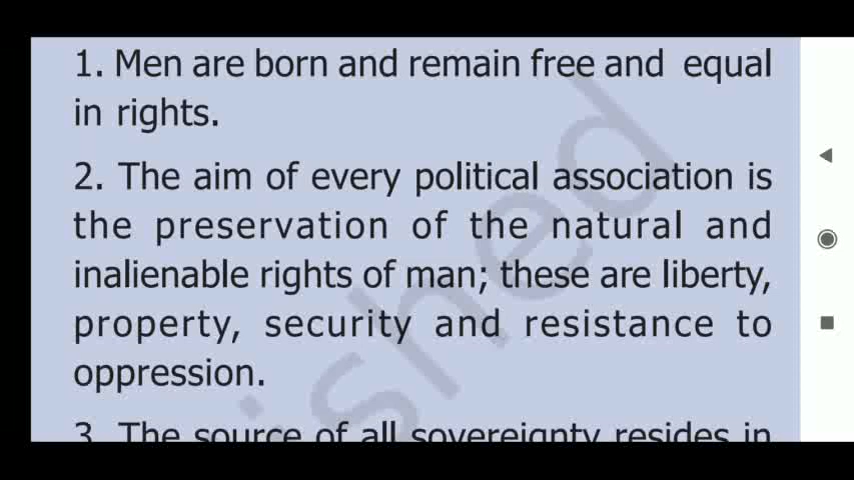 1. Men are born and remain free and equal
in rights.
2. The aim of every political association is
the preservation of the natural and
inalienable rights of man; these are liberty,
property, security and resistance to
oppression.
3. The source of all sovereignty resides in